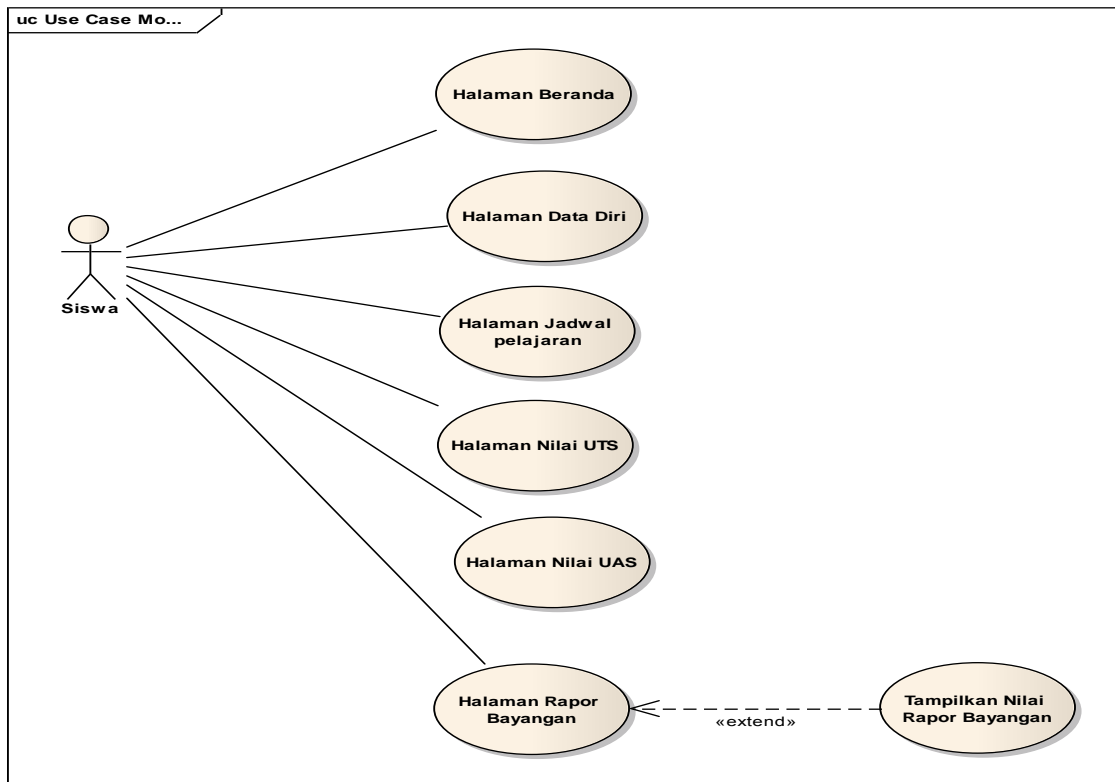 uc Use Case Mo...
Halaman Beranda
Halaman Data Diri
Siswa
Halaman Jadwal
pelajaran
Halaman Nilai UTS
Halaman Nilai UAS
Halaman Rapor
Bayangan
«extend»
Tampilkan Nilai
Rapor Bayangan